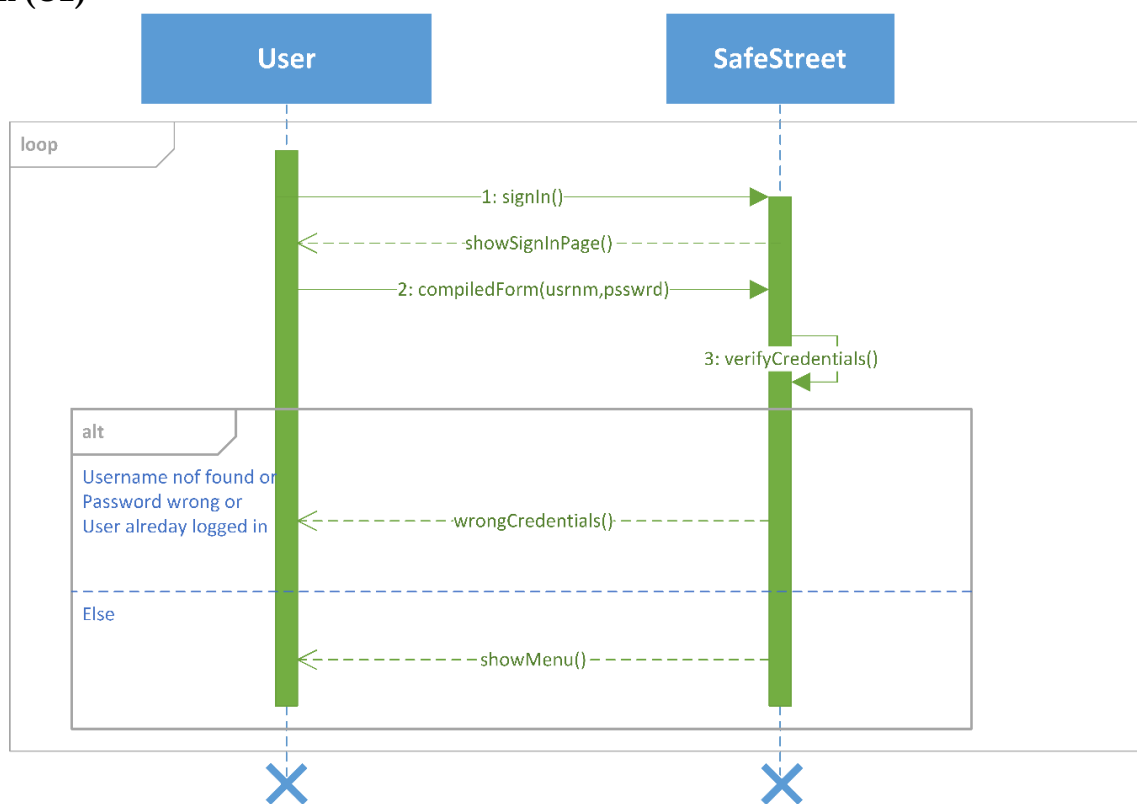 User
SafeStreet
loop
1: signIn()
showSignInPage()
2: compiledForm(usrnm,psswrd)
3: verifyCredentials()
alt
Username nof found or
Password wrong or
User alreday logged in
wrongCredentials()
Else
showMenu()